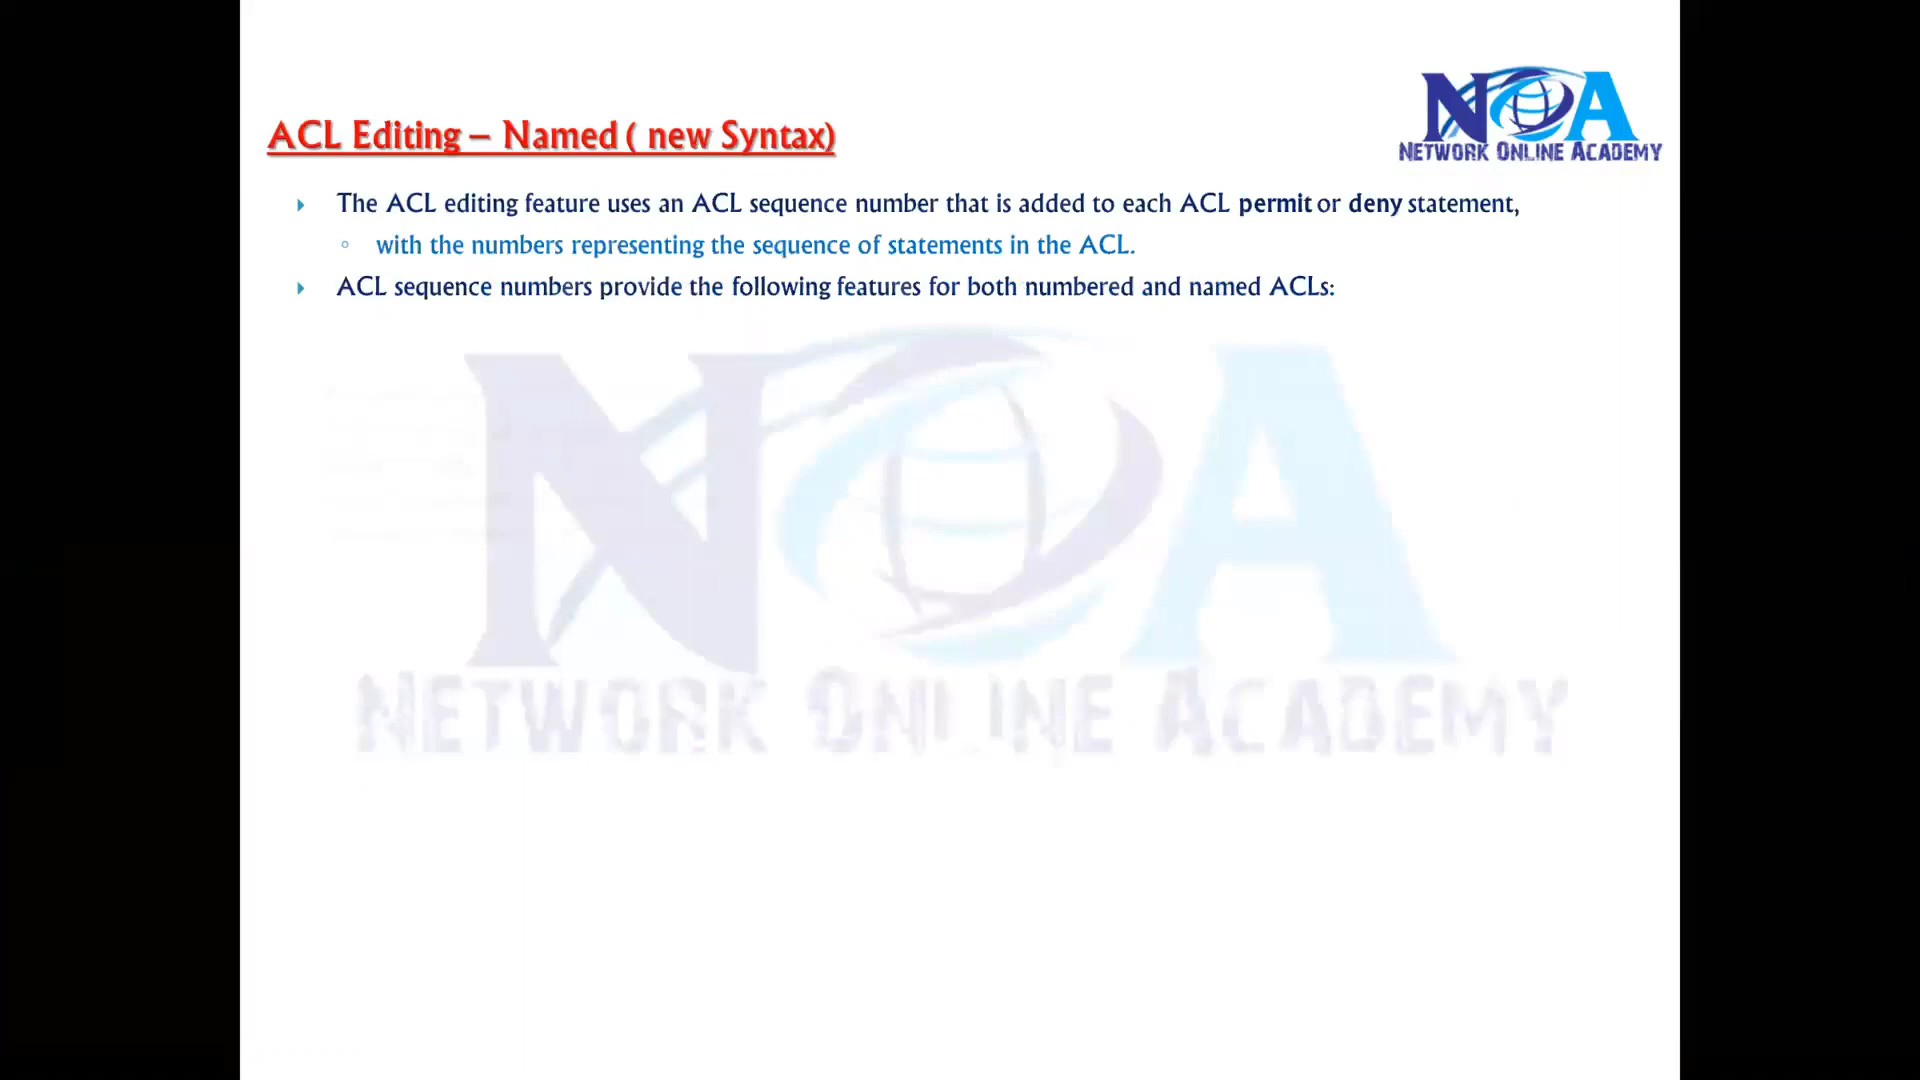 NOA
NETWORK ONLINE ACADEMY
ACL Editing – Named ( new Syntax)
The ACL editing feature uses an ACL sequence number that is added to each ACL permit or deny statement,
with the numbers representing the sequence of statements in the ACL.
ACL sequence numbers provide the following features for both numbered and named ACLs:
NOA
NETWORK ONLINE ACADEMY